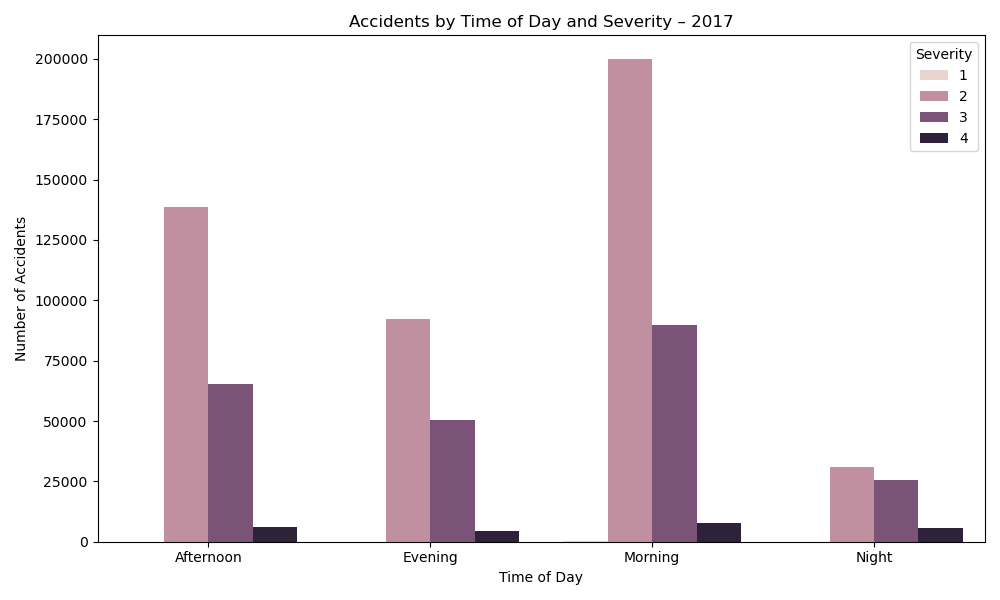 Accidents by Time of Day and Severity – 2017
Severity
1
2
3
4
Number of Accidents
200000
175000
150000
125000
100000
75000
50000
25000
0
Afternoon Evening Morning Night
Time of Day